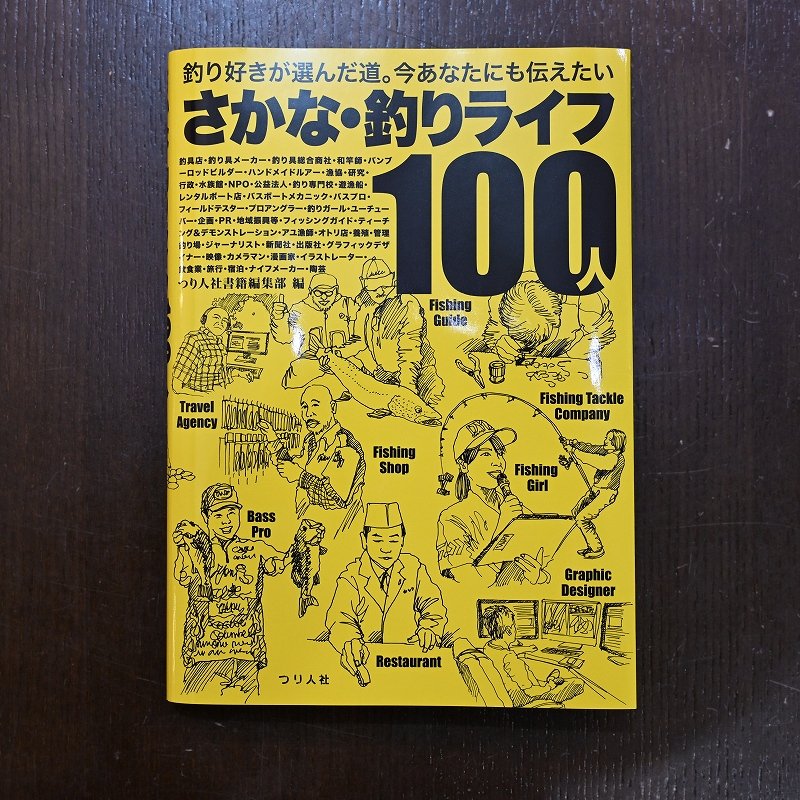 釣り好きが選んだ道。今あなたにも伝えたい
さかな・釣りライフ
100人
釣具店・釣り具メーカー・釣り具総合商社・和竿師・バンブ
ーロッドビルダー・ハンドメイドルアー・漁協・研究・
行政・水族館・NPO・公益法人・釣り専門校・遊漁船・
レンタルボート店・バスボートメカニック・バスプロ・
フィールドテスター・プロアングラー・釣りガール・ユーチュー
バー・企画・PR・地域振興等・フィッシングガイド・ティーチ
ング&デモンストレーション・アユ漁師・オトリ店・養殖・管理
釣り場・ジャーナリスト・新聞社・出版社・グラフィックデザ
イナー・映像・カメラマン・漫画家・イラストレーター・
飲食業・旅行・宿泊・ナイフメーカー・陶芸
つり人社書籍編集部 編
Fishing
Guide
Travel
Agency
Fishing Tackle
Company
Fishing
Shop
Fishing
Girl
Bass
Pro
Graphic
Designer
Restaurant
つり人社